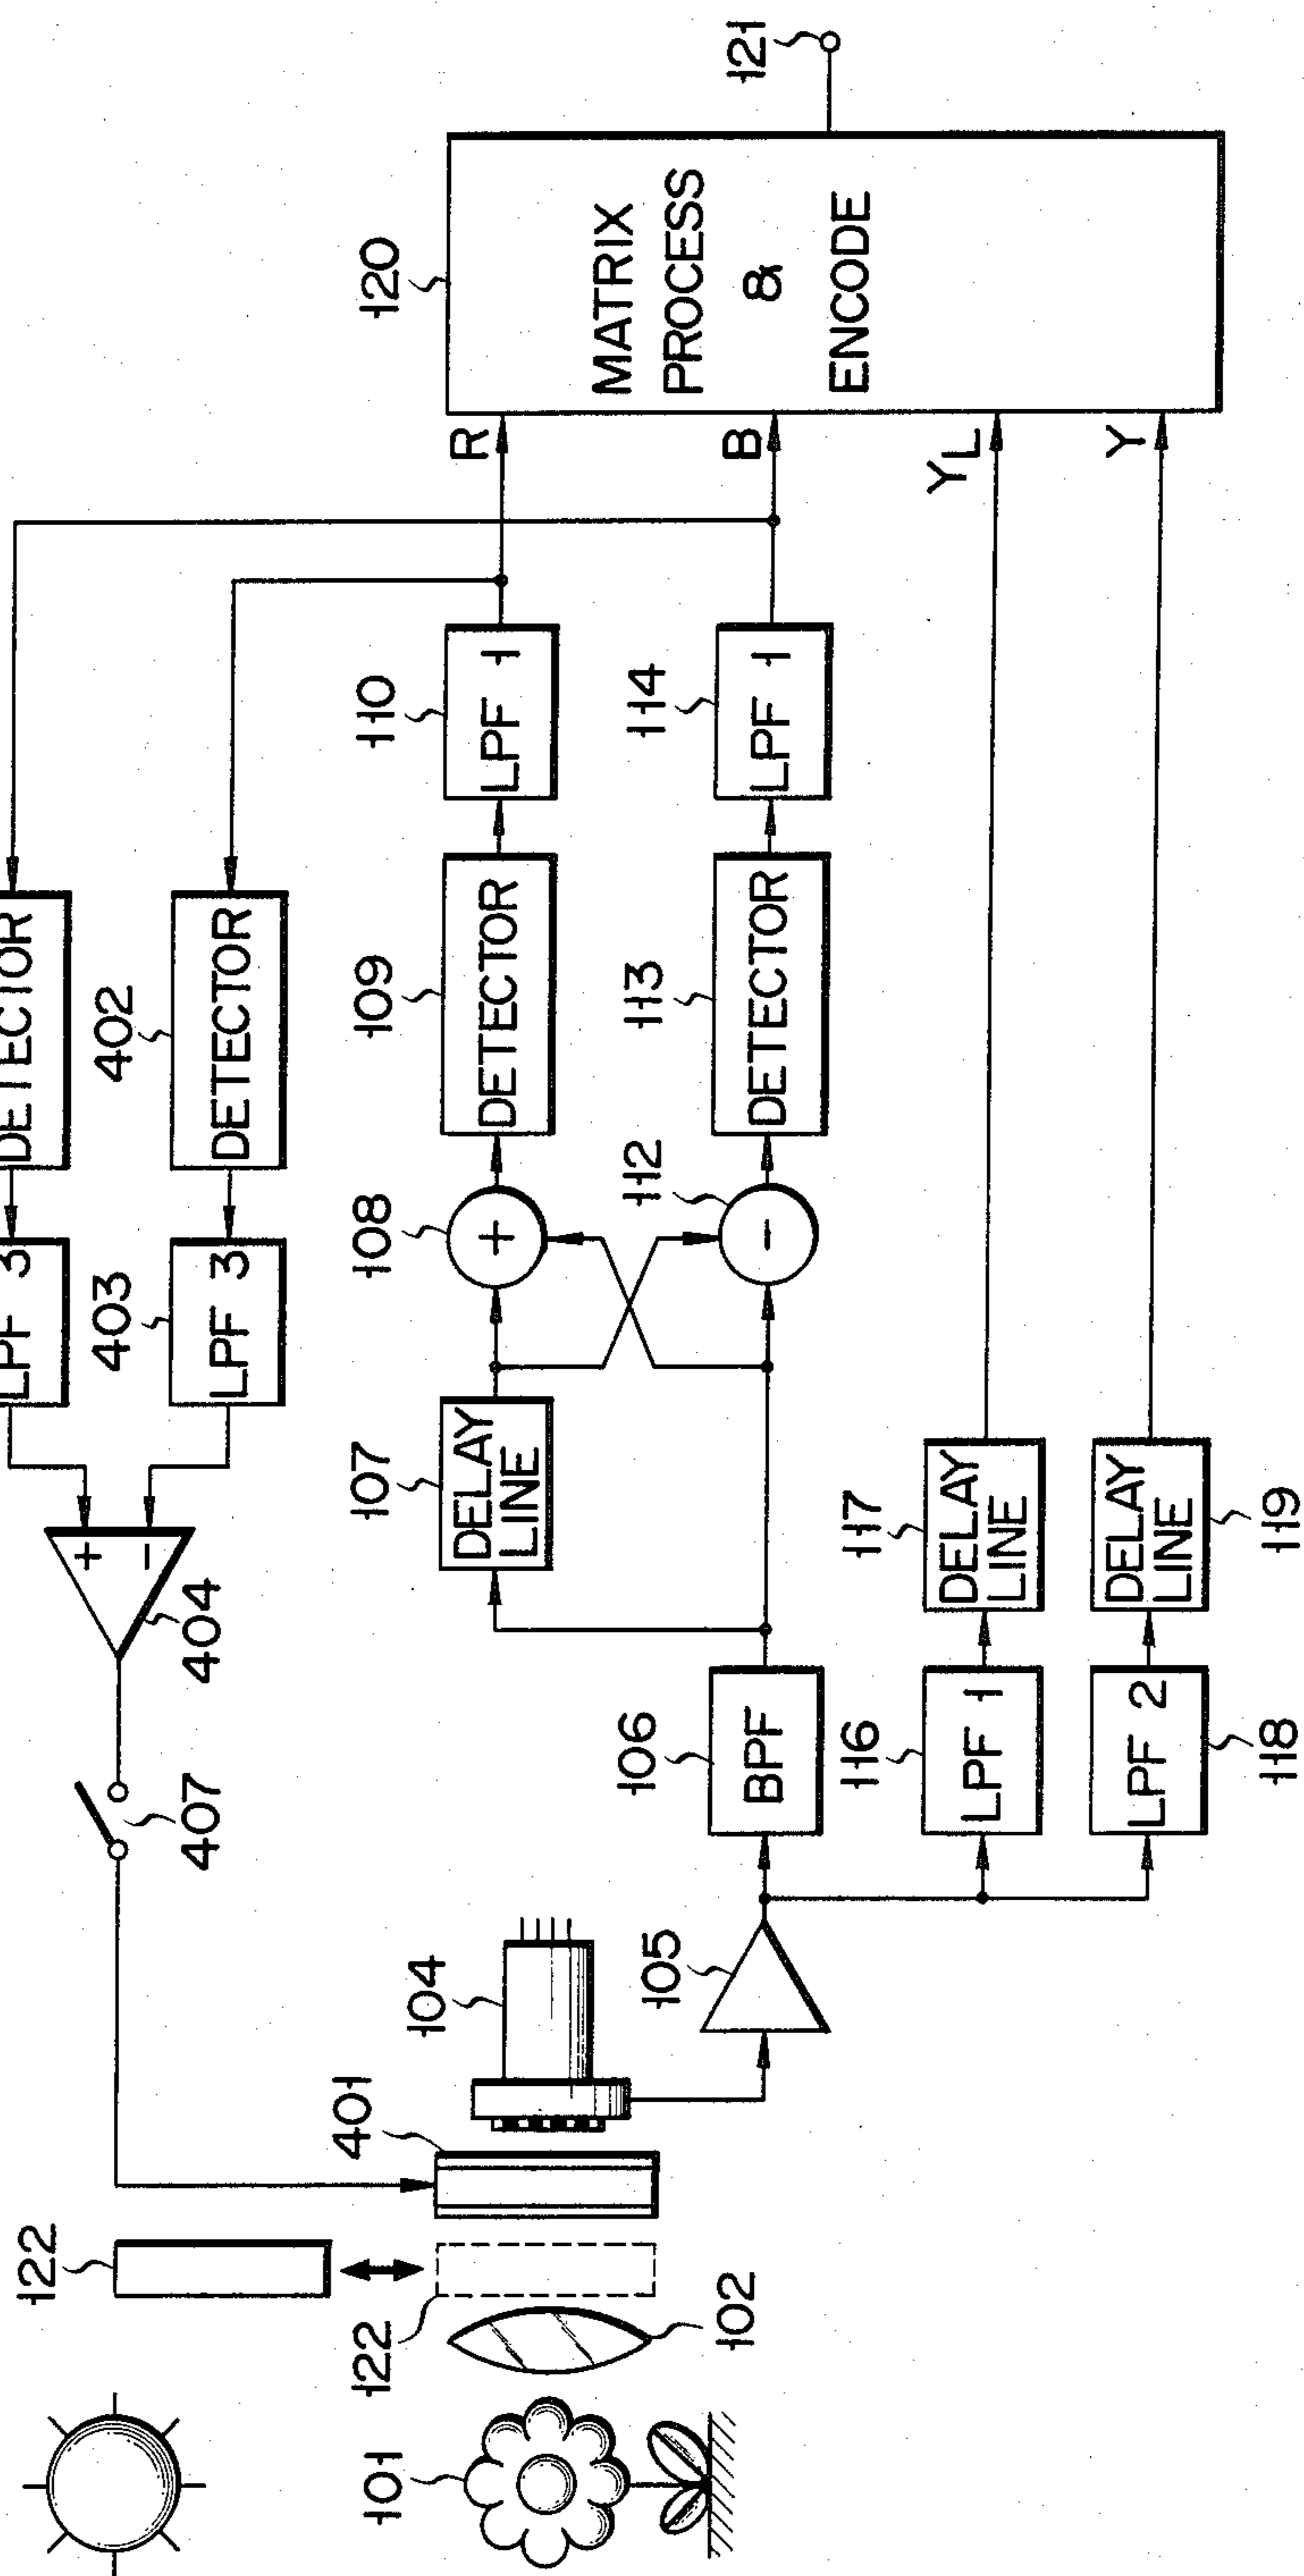 DETECTOR
402
DETECTOR
LPF 3
403
LPF 3
+
-
404
407
122
122
101
102
401
104
105
106
BPF
107
DELAY
LINE
108
+
109
DETECTOR
110
LPF 1
R
112
-
113
DETECTOR
114
LPF 1
B
116
LPF 1
117
DELAY
LINE
YL
118
LPF 2
119
DELAY
LINE
Y
120
MATRIX
PROCESS
&
ENCODE
121